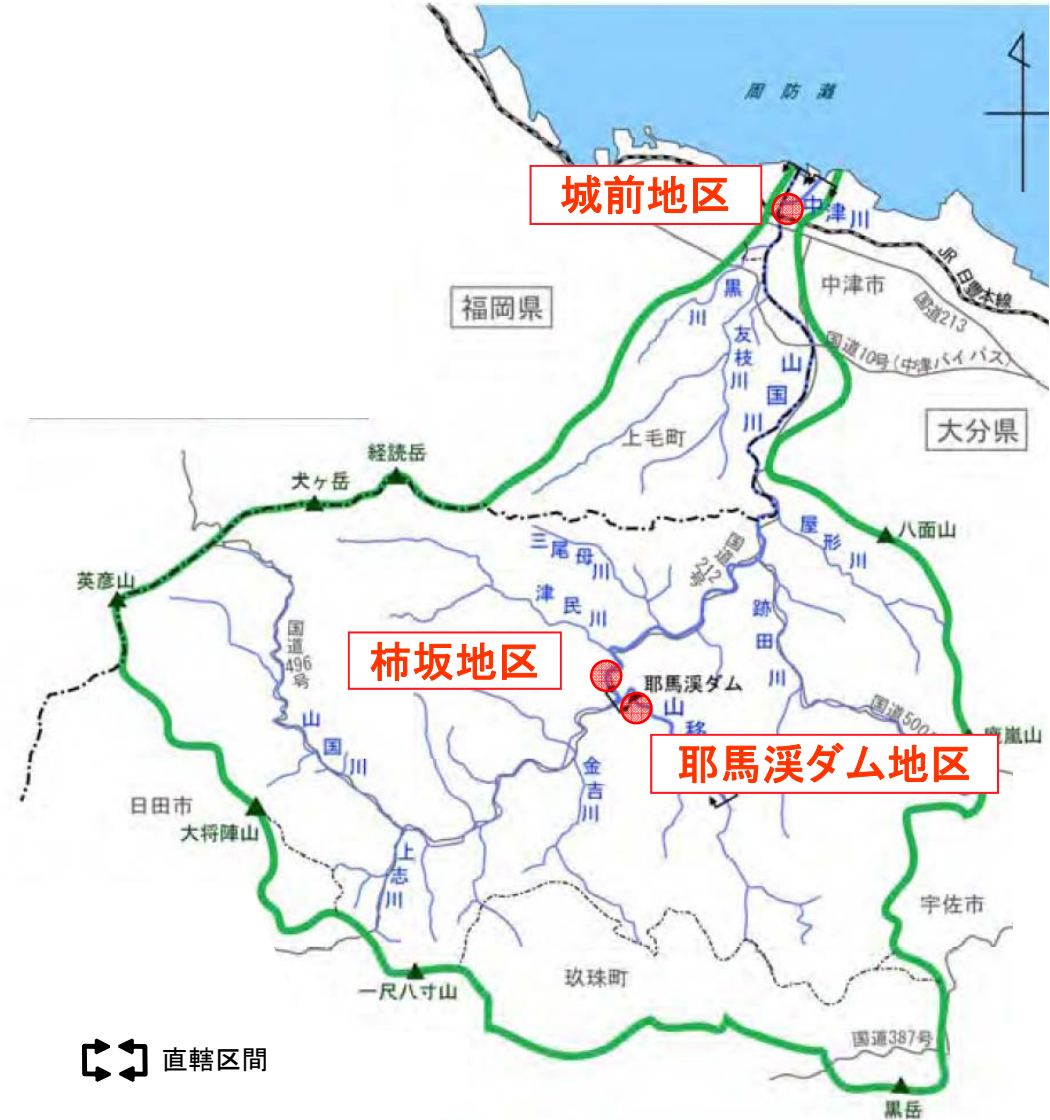 周防灘
城前地区
中津川
JR 日豊本線
中津市
国道213
福岡県
黒川
国道10号(中津バイパス)
友枝川
山国川
上毛町
大分県
経読岳
犬ヶ岳
屋形川
八面山
三尾母川
国道212号
津民川
英彦山
跡田川
国道496号
柿坂地区
耶馬溪ダム
山移
国道500
鹿嵐山
耶馬渓ダム地区
山国川
金吉川
日田市
大将陣山
上志川
宇佐市
玖珠町
一尺八寸山
国道387号
直轄区間
黒岳